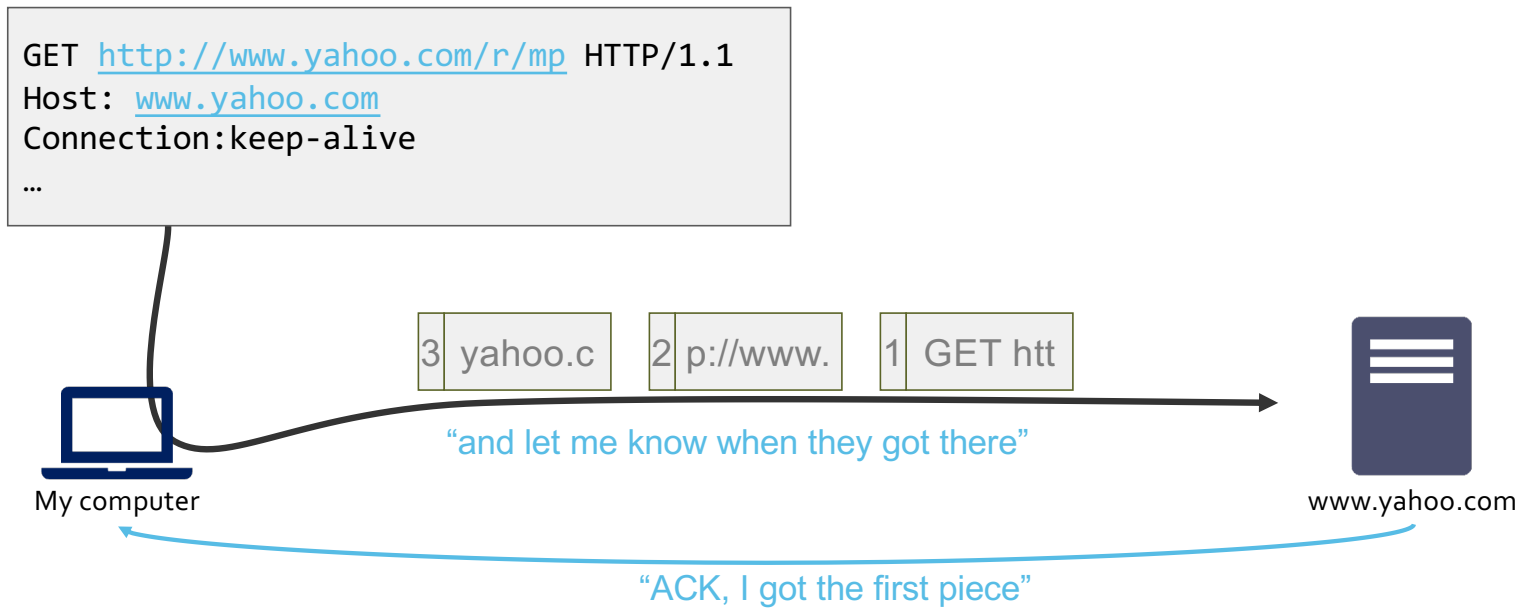 GET http://www.yahoo.com/r/mp HTTP/1.1
Host: www.yahoo.com
Connection:keep-alive
…
3 yahoo.c 2 p://www. 1 GET htt
“and let me know when they got there”
My computer www.yahoo.com
“ACK, I got the first piece”